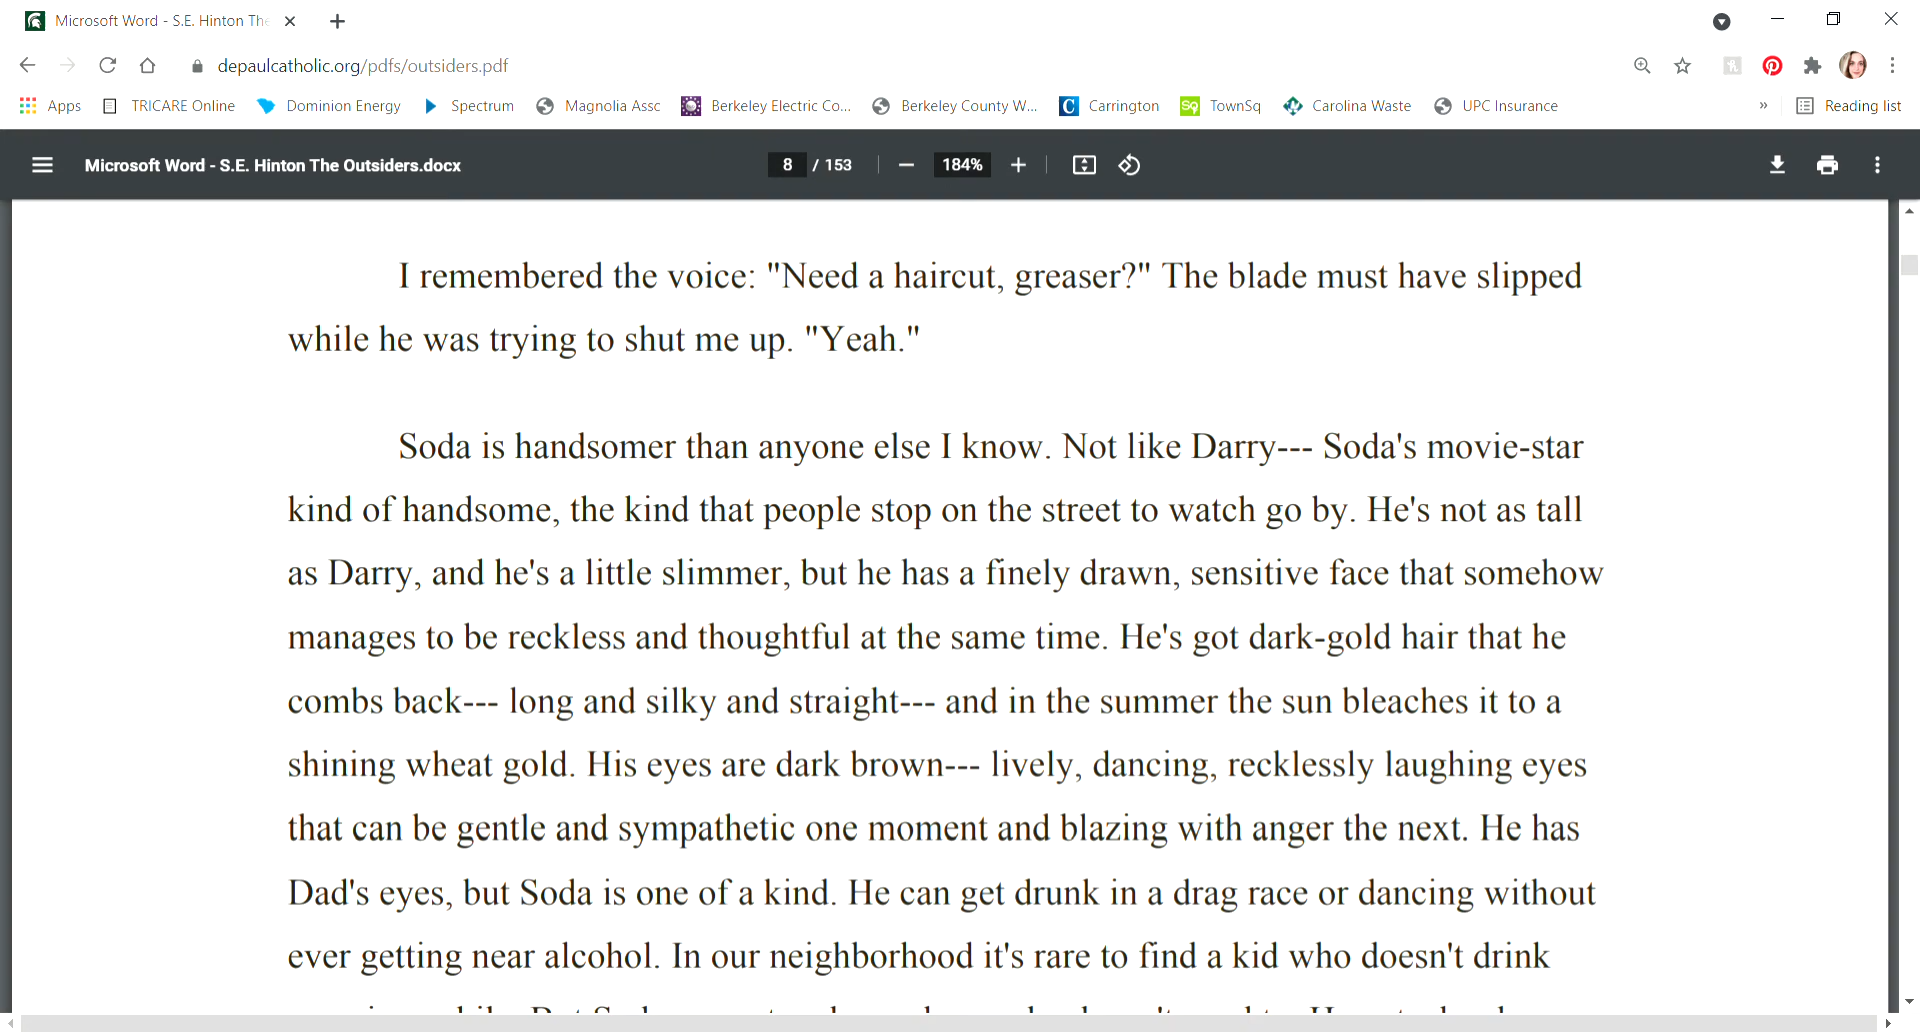 Microsoft Word - S.E. Hinton The
depaulcatholic.org/pdfs/outsiders.pdf
Apps TRICARE Online Dominion Energy Spectrum Magnolia Assc Berkeley Electric Co... Berkeley County W... Carrington TownSq Carolina Waste UPC Insurance » Reading list
Microsoft Word - S.E. Hinton The Outsiders.docx 8 / 153 184%
I remembered the voice: "Need a haircut, greaser?" The blade must have slipped
while he was trying to shut me up. "Yeah."
Soda is handsomer than anyone else I know. Not like Darry--- Soda's movie-star
kind of handsome, the kind that people stop on the street to watch go by. He's not as tall
as Darry, and he's a little slimmer, but he has a finely drawn, sensitive face that somehow
manages to be reckless and thoughtful at the same time. He's got dark-gold hair that he
combs back--- long and silky and straight--- and in the summer the sun bleaches it to a
shining wheat gold. His eyes are dark brown--- lively, dancing, recklessly laughing eyes
that can be gentle and sympathetic one moment and blazing with anger the next. He has
Dad's eyes, but Soda is one of a kind. He can get drunk in a drag race or dancing without
ever getting near alcohol. In our neighborhood it's rare to find a kid who doesn't drink